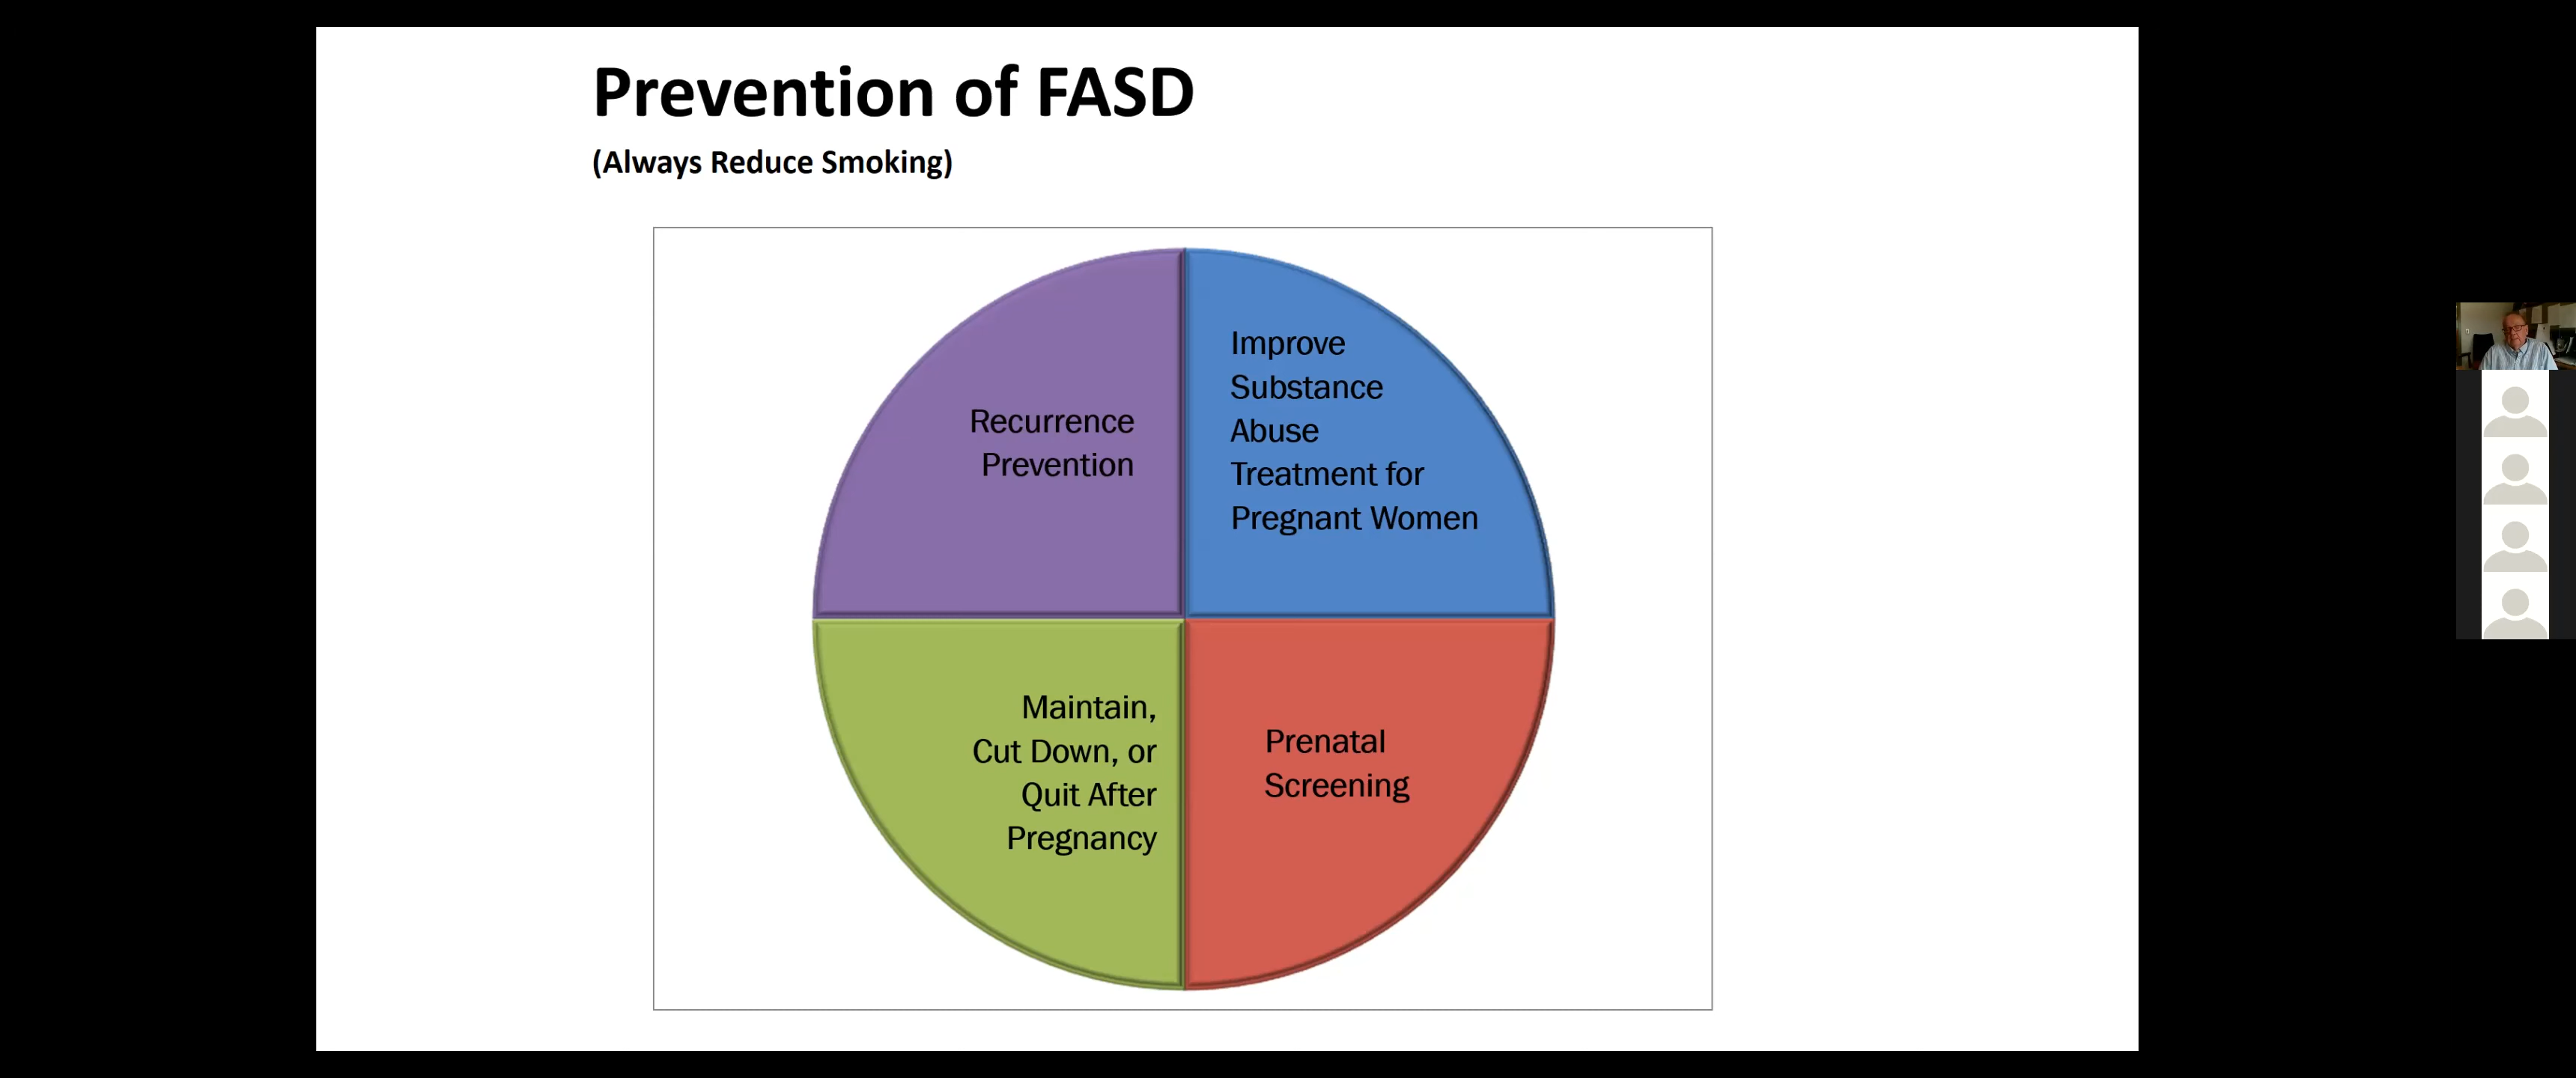 Prevention of FASD
(Always Reduce Smoking)
Recurrence
Prevention
Improve
Substance
Abuse
Treatment for
Pregnant Women
Maintain,
Cut Down, or
Quit After
Pregnancy
Prenatal
Screening